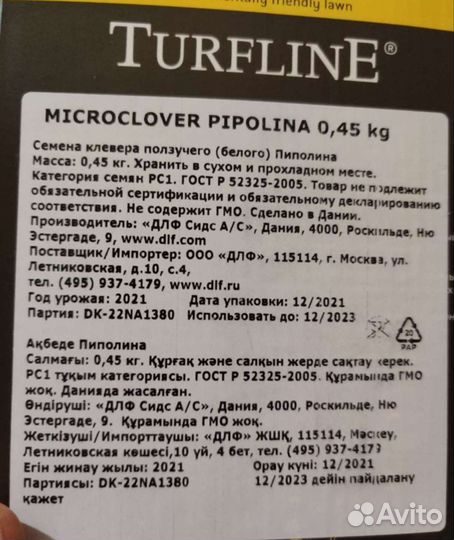 friendly lawn
TURFLINE®
MICROCLOVER PIPOLINA 0,45 kg
Семена клевера ползучего (белого) Пиполина
Масса: 0,45 кг. Хранить в сухом и прохладном месте.
Категория семян РС1. ГОСТ Р 52325-2005. Товар не подлежит
обязательной сертификации и обязательному декларированию
соответствия. Не содержит ГМО. Сделано в Дании.
Производитель: «ДЛФ Сидс А/С», Дания, 4000, Роскильде, Ню
Эстергаде, 9, www.dlf.com
Поставщик/Импортер: ООО «ДЛФ», 115114, г. Москва, ул.
Летниковская, д.10, с.4,
тел. (495) 937-4179, www.dlf.ru
Год урожая: 2021 Дата упаковки: 12/2021
Партия: DK-22NA1380 Использовать до: 12/2023
20
PAP
Ақбеде Пиполина
Салмағы: 0,45 кг. Құрғақ және салқын жерде сақтау керек.
РС1 тұқым категориясы. ГОСТ Р 52325-2005. Құрамында ГМО
жоқ. Данияда жасалған.
Өндіруші: «ДЛФ Сидс А/С», Дания, 4000, Роскильде, Ню
Эстергаде, 9. Құрамында ГМО жоқ.
Жеткізуші/Импорттаушы: «ДЛФ» ЖШҚ, 115114, Мәскеу,
Летниковская көшесі,10 уй, 4 бет, тел. (495) 937-4179
Егін жинау жылы: 2021 Орау күні: 12/2021
Партиясы: DK-22NA1380 12/2023 дейін пайдалану
қажет
Avito